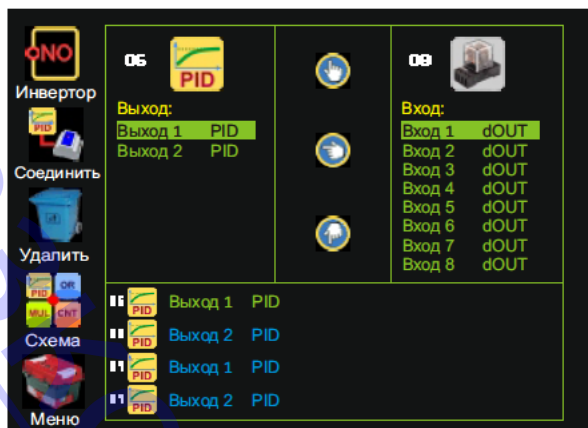 NO
Инвертор
PID
Соединить
Удалить
PID OR
MUL CNT
Схема
Меню
06 PID
Выход:
Выход 1 PID
Выход 2 PID
08
Вход:
Вход 1 dOUT
Вход 2 dOUT
Вход 3 dOUT
Вход 4 dOUT
Вход 5 dOUT
Вход 6 dOUT
Вход 7 dOUT
Вход 8 dOUT
PID Выход 1 PID
PID Выход 2 PID
PID Выход 1 PID
PID Выход 2 PID